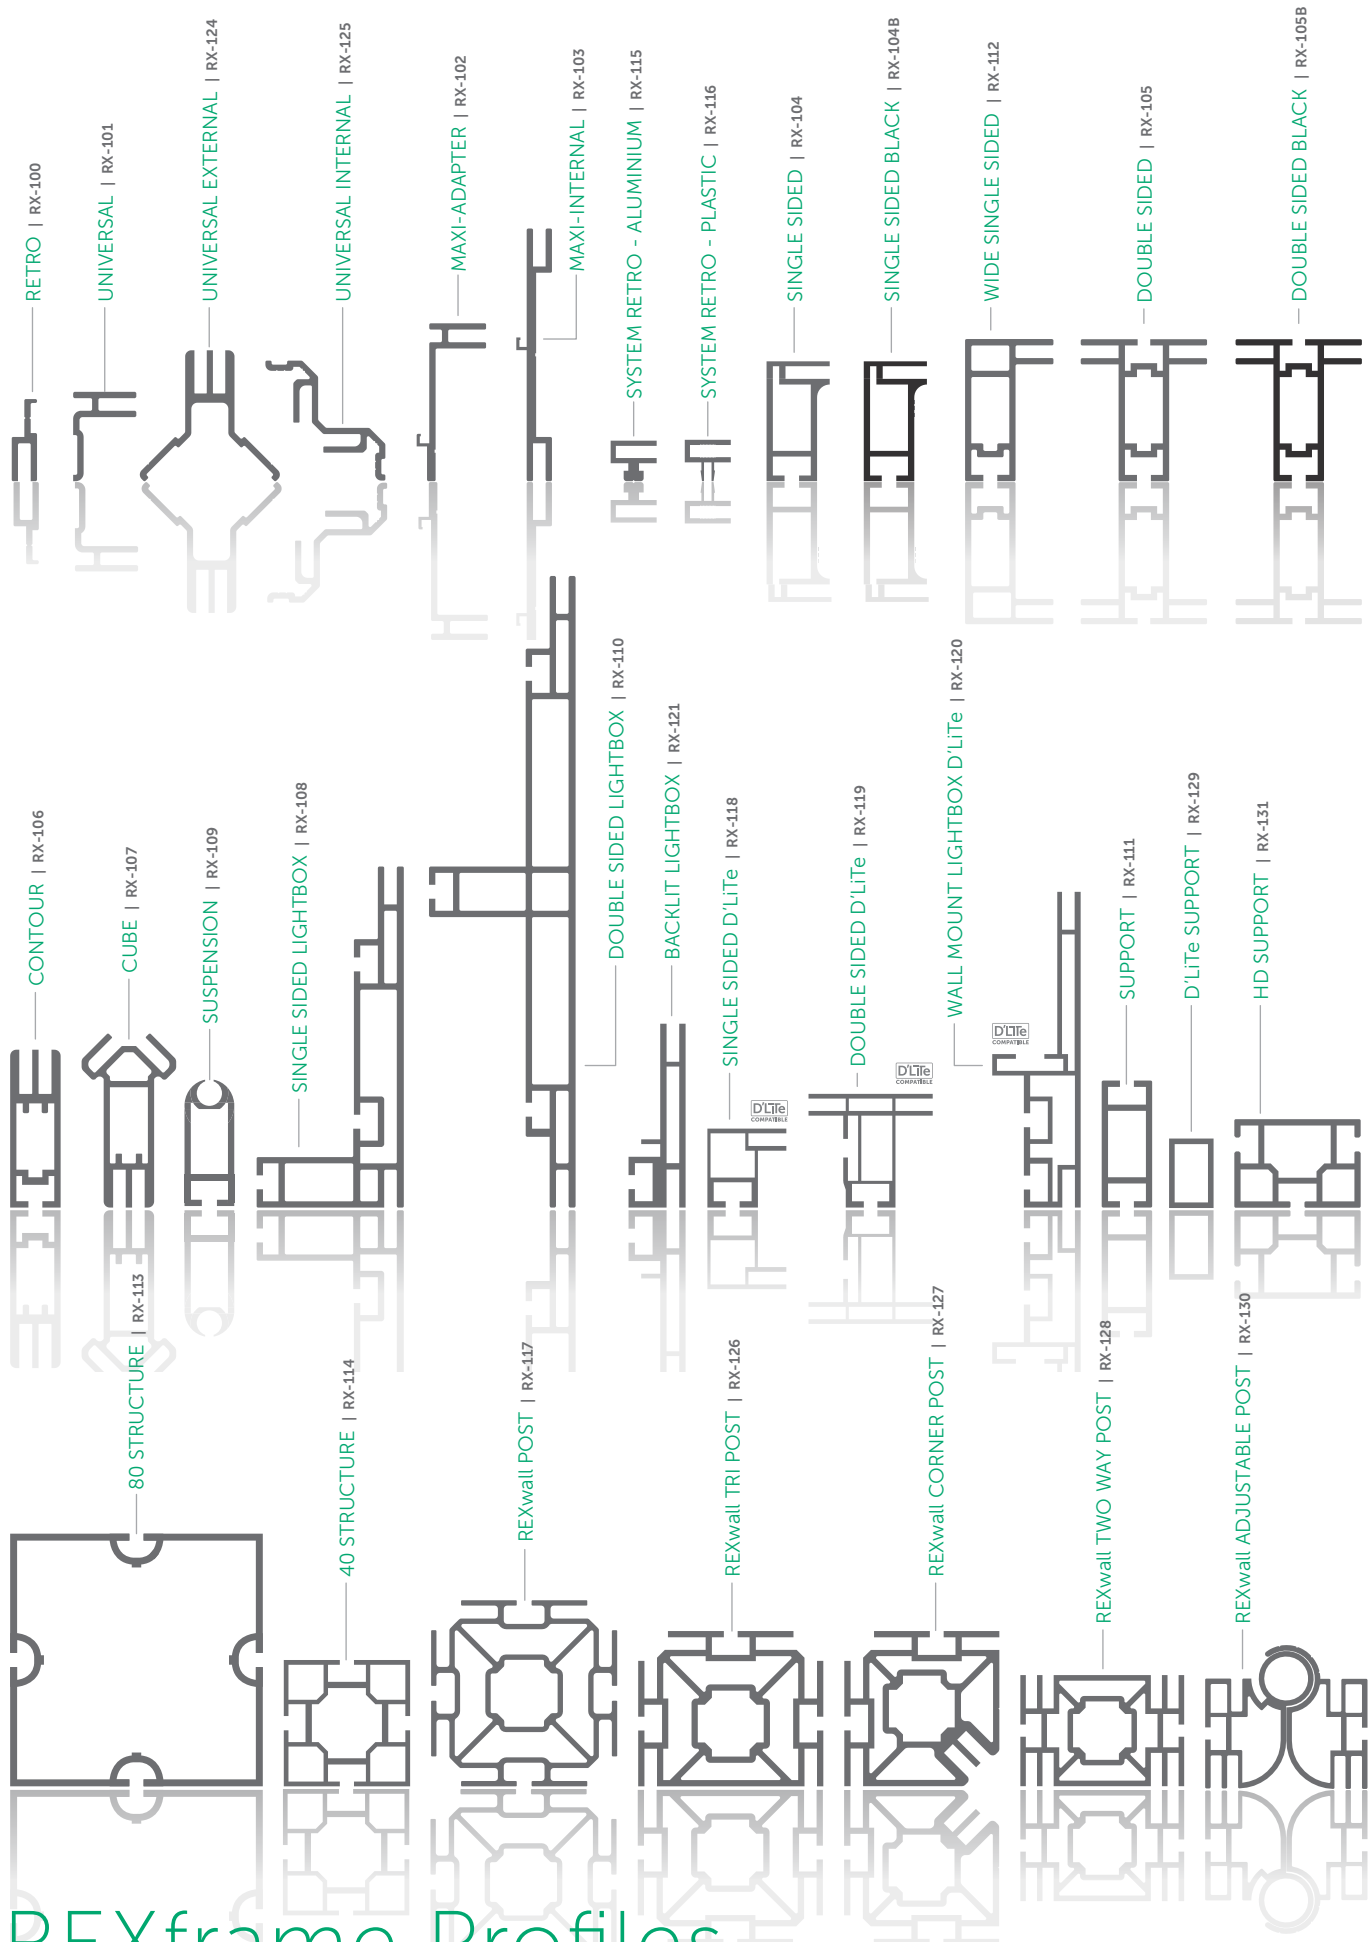 RETRO | RX-100
UNIVERSAL | RX-101
UNIVERSAL EXTERNAL | RX-124
UNIVERSAL INTERNAL | RX-125
MAXI-ADAPTER | RX-102
MAXI-INTERNAL | RX-103
SYSTEM RETRO - ALUMINIUM | RX-115
SYSTEM RETRO - PLASTIC | RX-116
SINGLE SIDED | RX-104
SINGLE SIDED BLACK | RX-104B
WIDE SINGLE SIDED | RX-112
DOUBLE SIDED | RX-105
DOUBLE SIDED BLACK | RX-105B
CONTOUR | RX-106
CUBE | RX-107
SUSPENSION | RX-109
SINGLE SIDED LIGHTBOX | RX-108
DOUBLE SIDED LIGHTBOX | RX-110
BACKLIT LIGHTBOX | RX-121
SINGLE SIDED D'LiTe | RX-118
D'LiTe
COMPATIBLE
DOUBLE SIDED D'LiTe | RX-119
D'LiTe
COMPATIBLE
WALL MOUNT LIGHTBOX D'LiTe | RX-120
D'LiTe
COMPATIBLE
SUPPORT | RX-111
D'LiTe SUPPORT | RX-129
HD SUPPORT | RX-131
80 STRUCTURE | RX-113
40 STRUCTURE | RX-114
REXwall POST | RX-117
REXwall TRI POST | RX-126
REXwall CORNER POST | RX-127
REXwall TWO WAY POST | RX-128
REXwall ADJUSTABLE POST | RX-130
REXframe Profiles